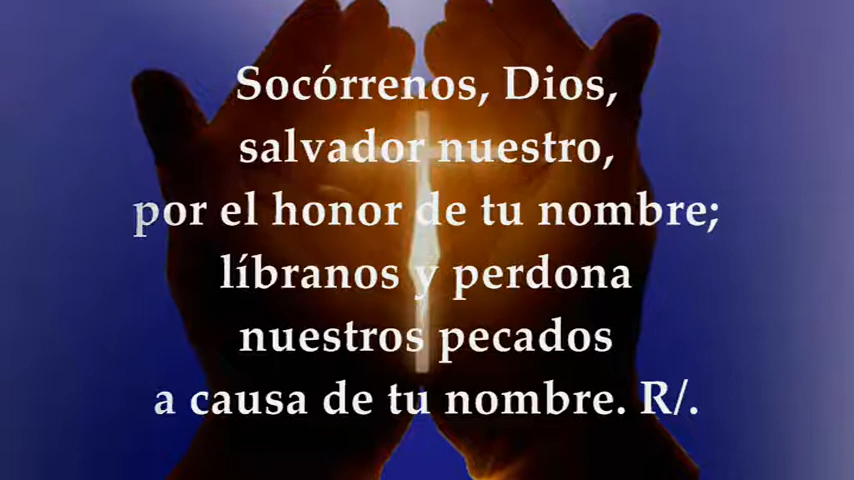 Socórrenos, Dios,
salvador nuestro,
por el honor de tu nombre;
líbranos y perdona
nuestros pecados
a causa de tu nombre. R/.